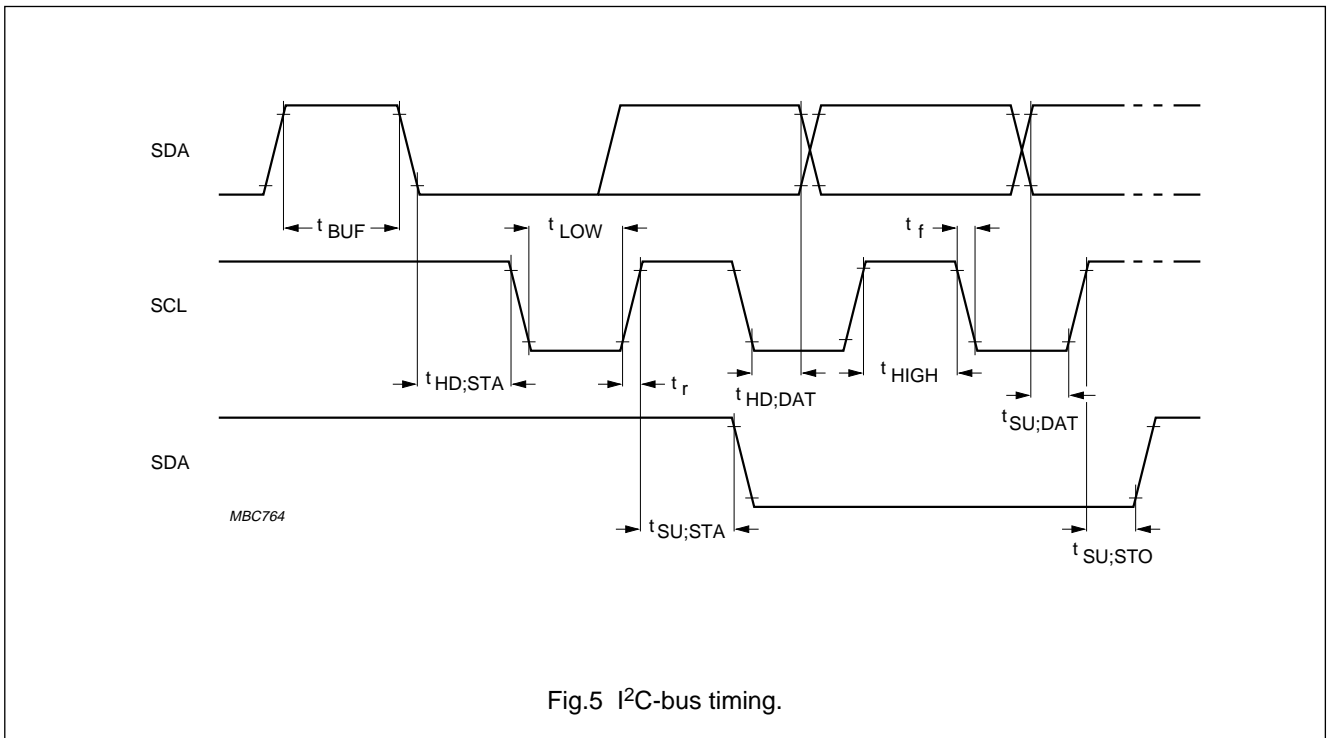 SDA
t BUF
t LOW
t f
SCL
t HD;STA
t r
t HD;DAT
t HIGH
t SU;DAT
SDA
MBC764
t SU;STA
t SU;STO
Fig.5 I²C-bus timing.